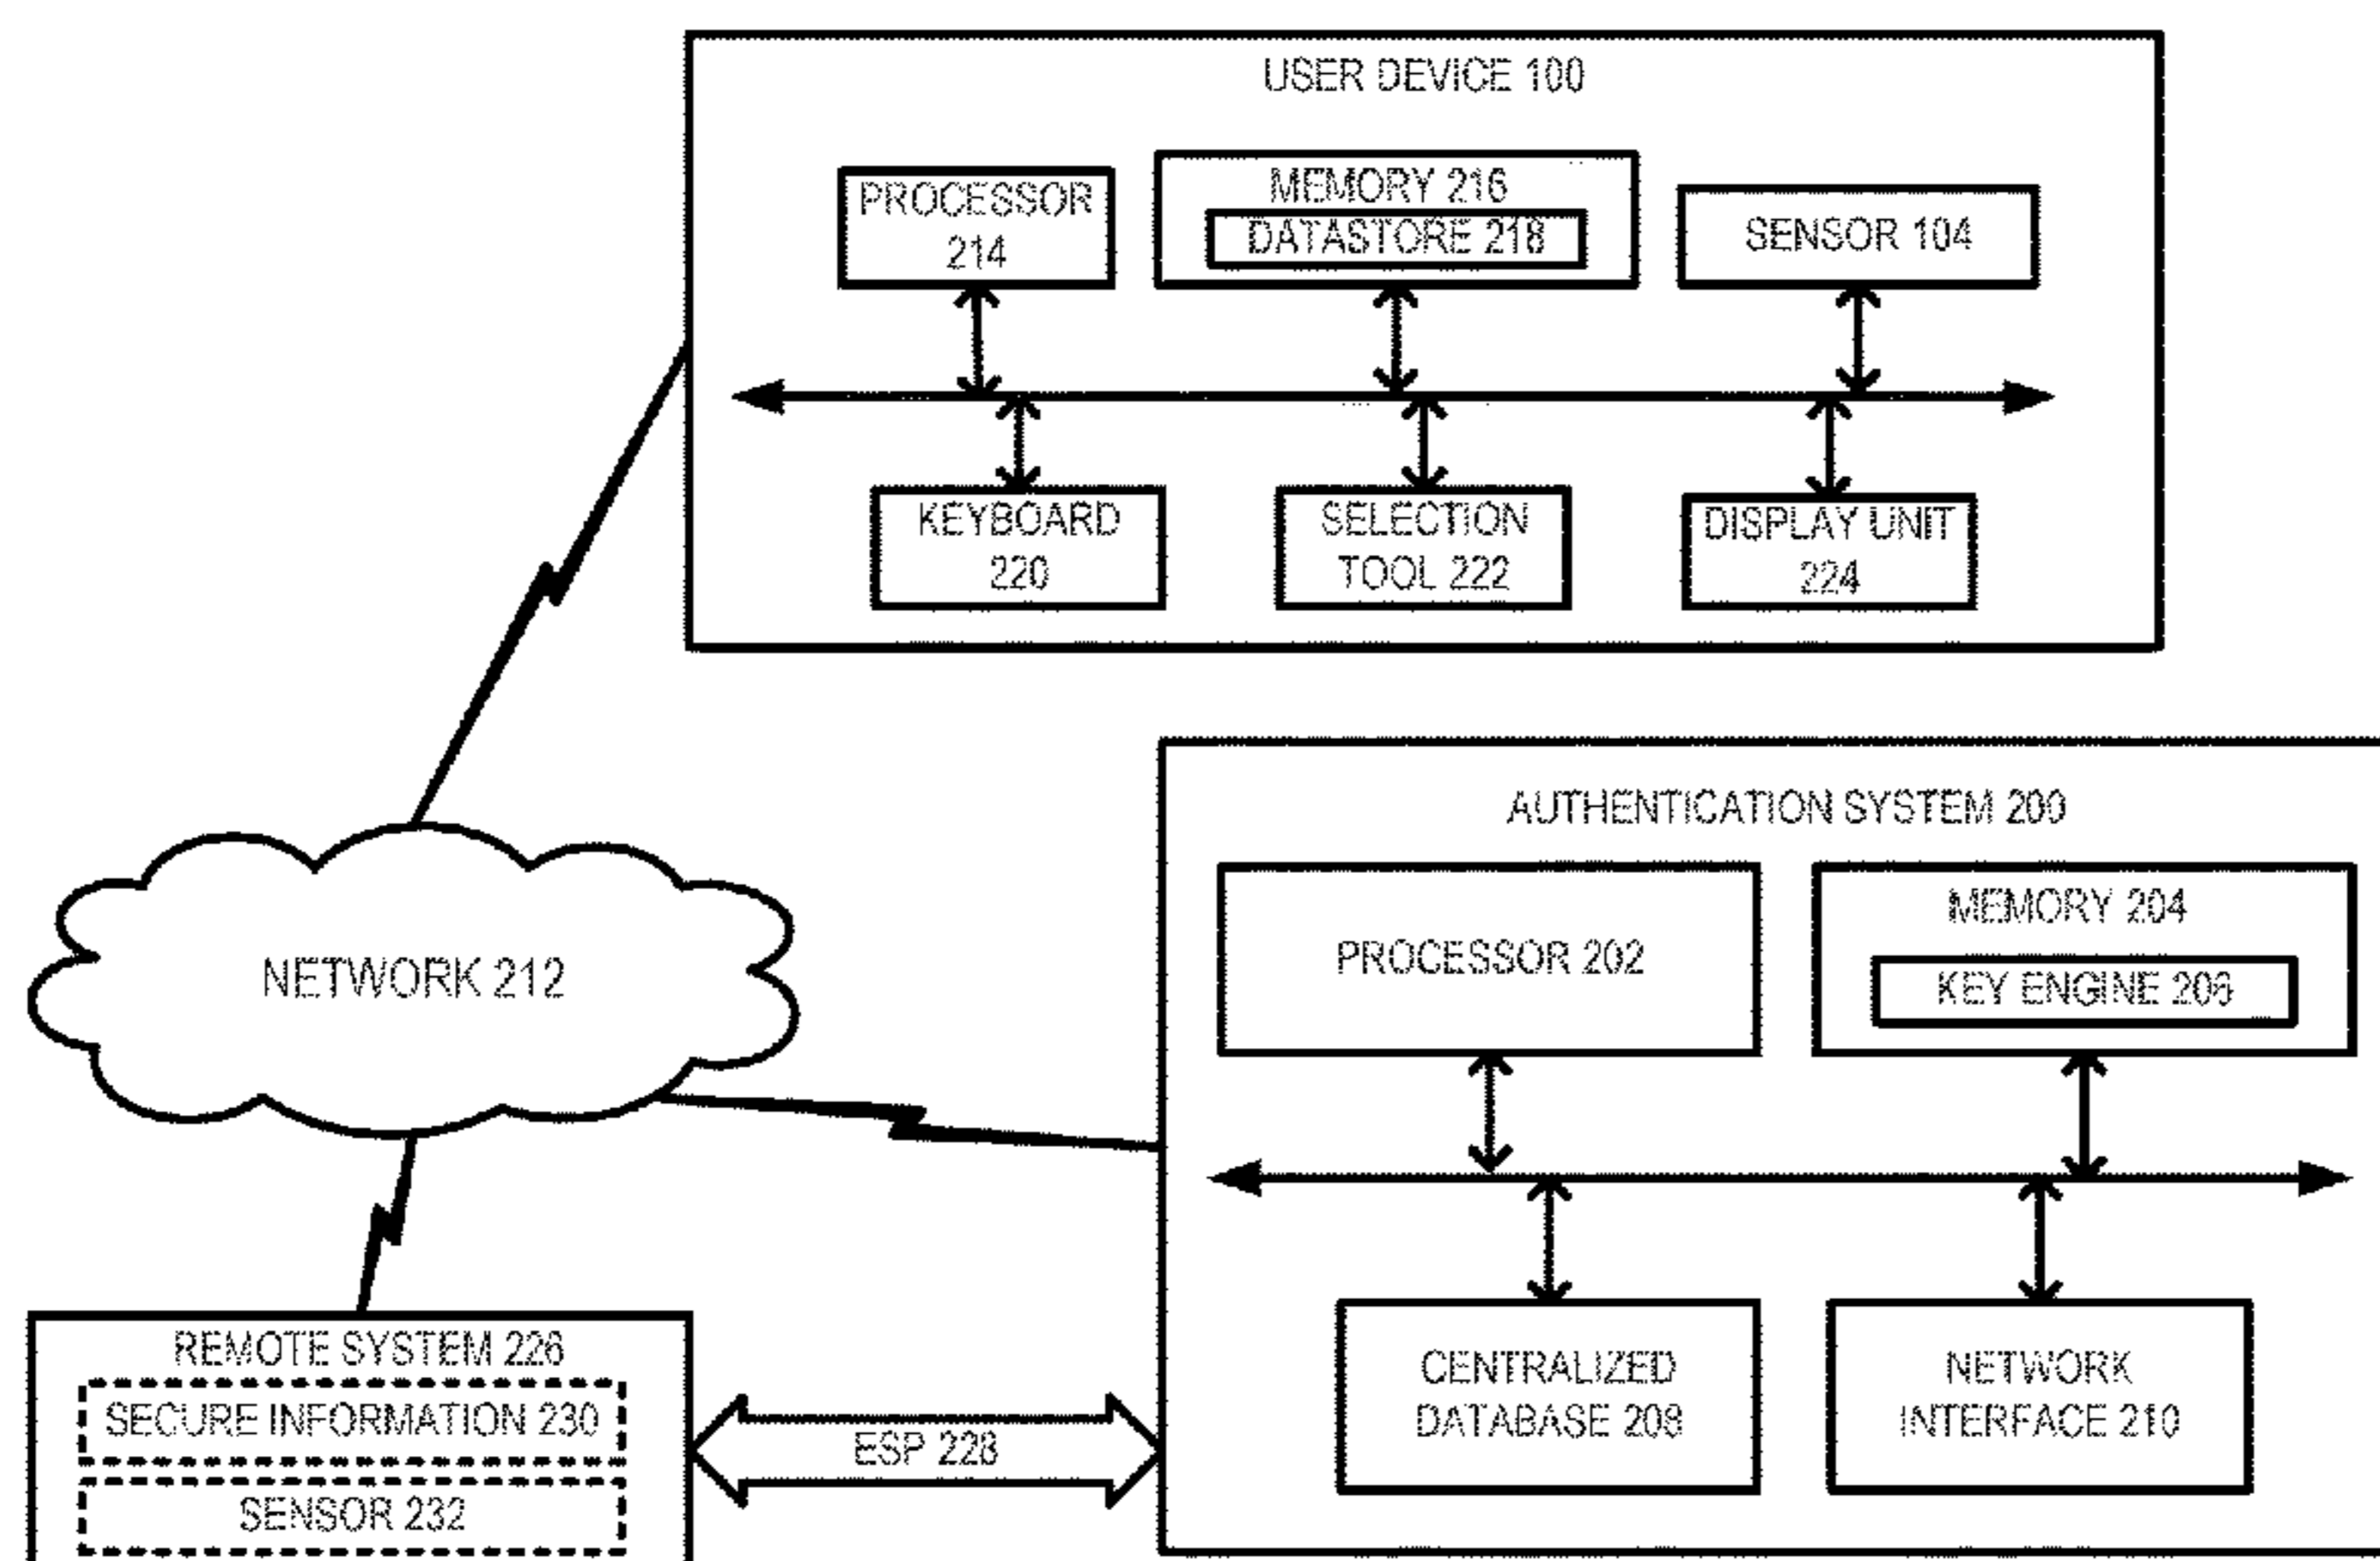 USER DEVICE 100
PROCESSOR
214
MEMORY 216
DATASTORE 218
SENSOR 104
KEYBOARD
220
SELECTION
TOOL 222
DISPLAY UNIT
224
AUTHENTICATION SYSTEM 200
PROCESSOR 202
MEMORY 204
KEY ENGINE 206
NETWORK 212
CENTRALIZED
DATABASE 208
NETWORK
INTERFACE 210
REMOTE SYSTEM 226
SECURE INFORMATION 230
SENSOR 232
ESP 228